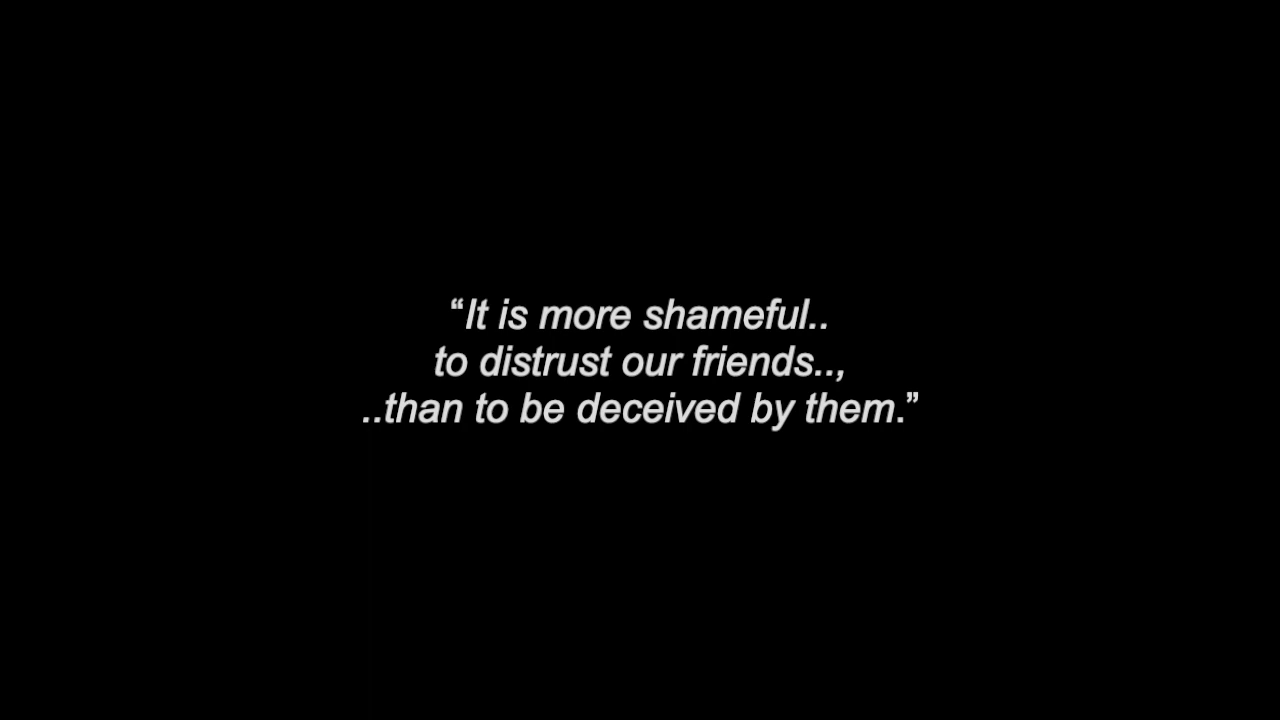 “It is more shameful..
to distrust our friends..,
..than to be deceived by them.”